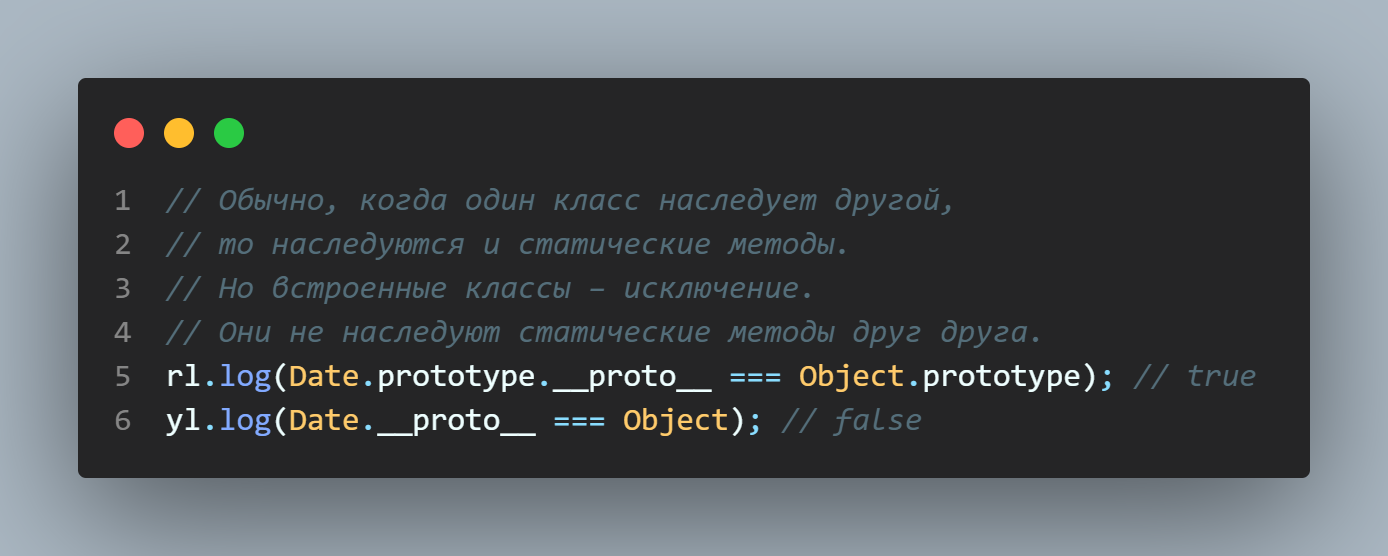 1 // Обычно, когда один класс наследует другой,
2 // то наследуются и статические методы.
3 // Но встроенные классы – исключение.
4 // Они не наследуют статические методы друг друга.
5 rl.log(Date.prototype.__proto__ === Object.prototype); // true
6 yl.log(Date.__proto__ === Object); // false